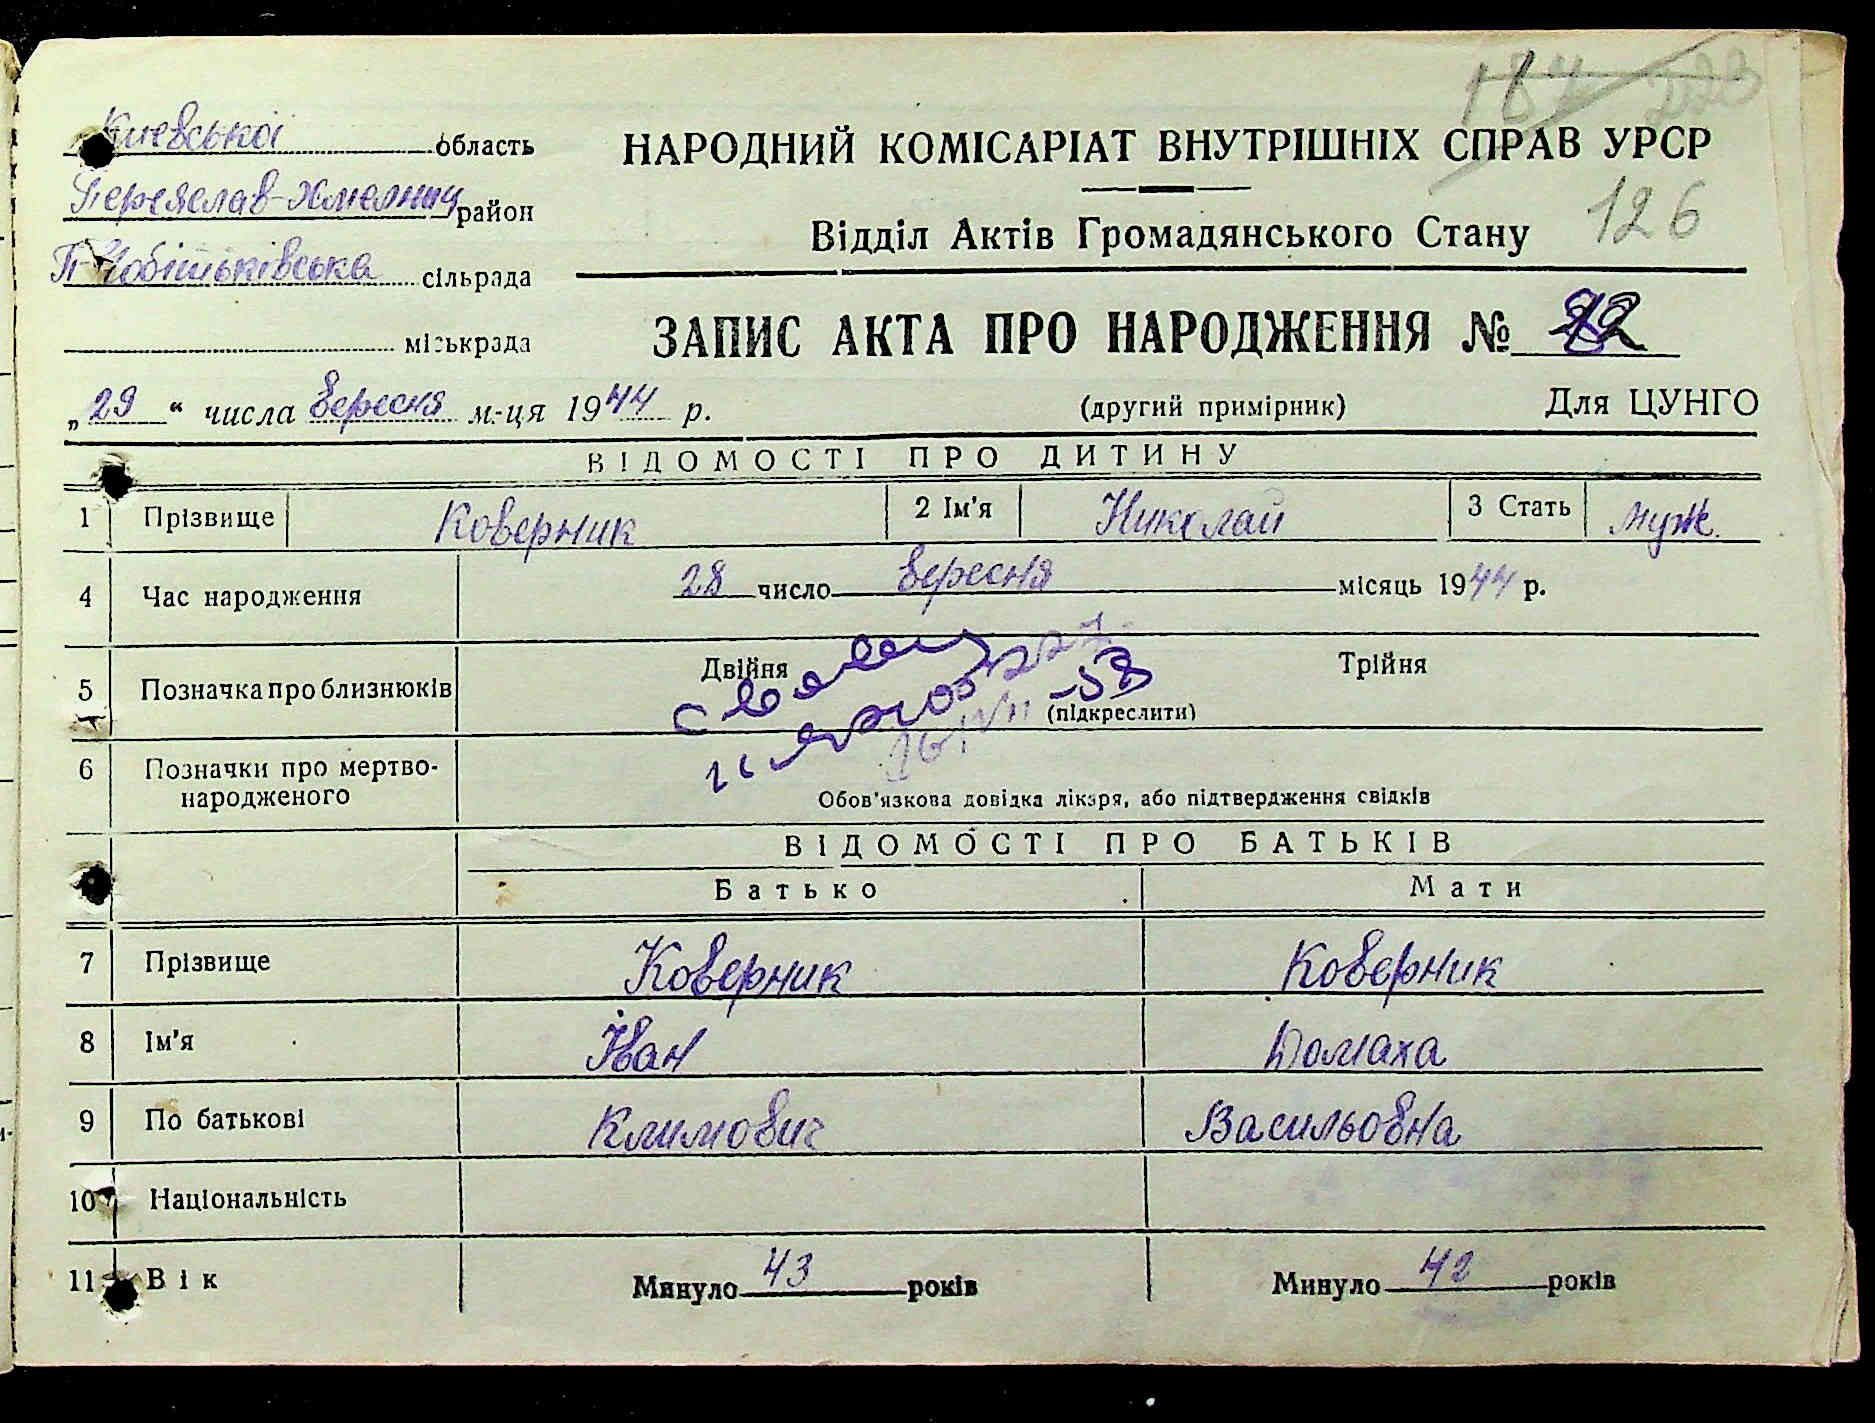 Киевської область
Переяслав-Хмельниц район
сільрада
міськрада
НАРОДНИЙ КОМІСАРІАТ ВНУТРІШНІХ СПРАВ УРСР
Відділ Актів Громадянського Стану
126
ЗАПИС АКТА ПРО НАРОДЖЕННЯ №
„29“ числа вересня м-ця 1944 р.
(другий примірник)
Для ЦУНГО
ВІДОМОСТІ ПРО ДИТИНУ
1 Прізвище Коверник 2 Ім'я Николай 3 Стать муж.
4 Час народження 28 число вересня місяць 1944 р.
5 Позначка про близнюків Двійня Трійня
(підкреслити)
6 Позначки про мертво-
народженого
Обов'язкова довідка лікаря, або підтвердження свідків
ВІДОМОСТІ ПРО БАТЬКІВ
Батько Мати
7 Прізвище Коверник Коверник
8 Ім'я Іван Домаха
9 По батькові Климович Васильовна
10 Національність
11 Вік Минуло 43 років Минуло 42 років